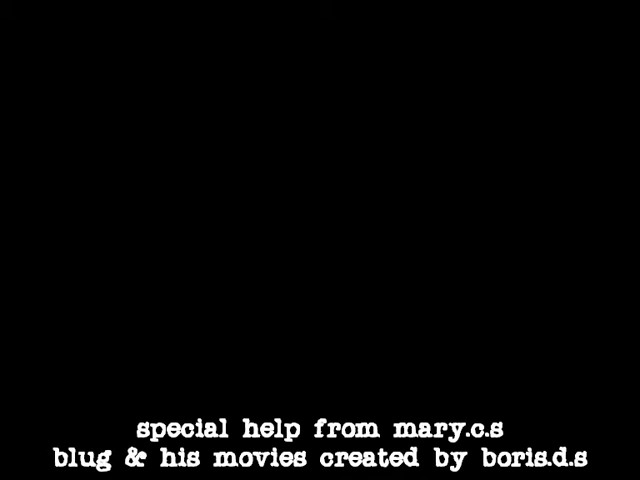 special help from mary.c.s
blug & his movies created by boris.d.s